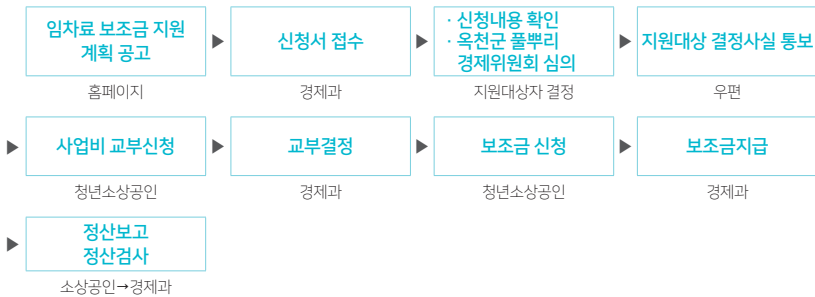 임차료 보조금 지원
계획 공고
홈페이지
신청서 접수
경제과
· 신청내용 확인
· 옥천군 풀뿌리
경제위원회 심의
지원대상자 결정
지원대상 결정사실 통보
우편
사업비 교부신청
청년소상공인
교부결정
경제과
보조금 신청
청년소상공인
보조금지급
경제과
정산보고
정산검사
소상공인→경제과